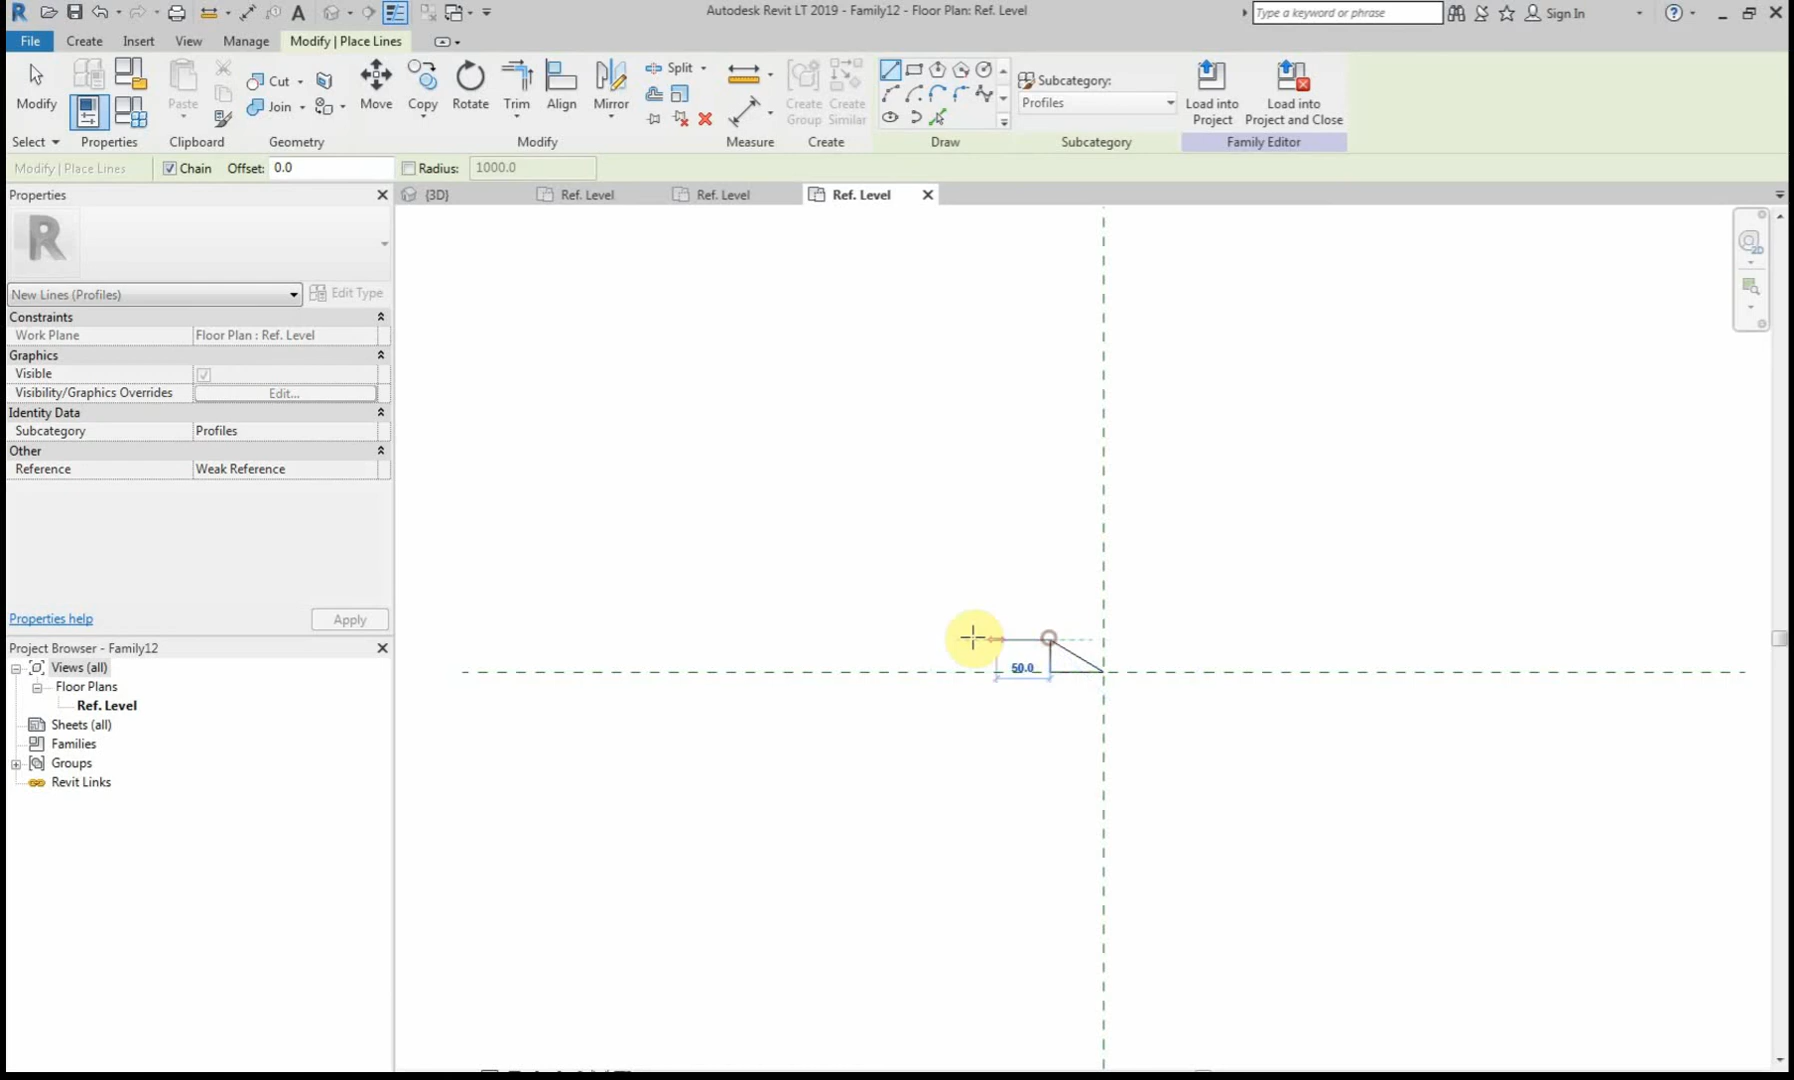 Autodesk Revit LT 2019 - Family12 - Floor Plan: Ref. Level
Type a keyword or phrase
Sign In
File
Create
Insert
View
Manage
Modify | Place Lines
Modify
Paste
Cut
Join
Move
Copy
Rotate
Trim
Align
Mirror
Split
Create Group
Create Similar
Subcategory:
Profiles
Load into Project
Load into Project and Close
Select
Properties
Clipboard
Geometry
Modify
Measure
Create
Draw
Subcategory
Family Editor
Modify | Place Lines
Chain
Offset: 0.0
Radius: 1000.0
Properties
{3D}
Ref. Level
Ref. Level
Ref. Level
New Lines (Profiles)
Edit Type
Constraints
Work Plane
Floor Plan : Ref. Level
Graphics
Visible
Visibility/Graphics Overrides
Edit...
Identity Data
Subcategory
Profiles
Other
Reference
Weak Reference
Properties help
Apply
Project Browser - Family12
Views (all)
Floor Plans
Ref. Level
Sheets (all)
Families
Groups
Revit Links
50.0
2D